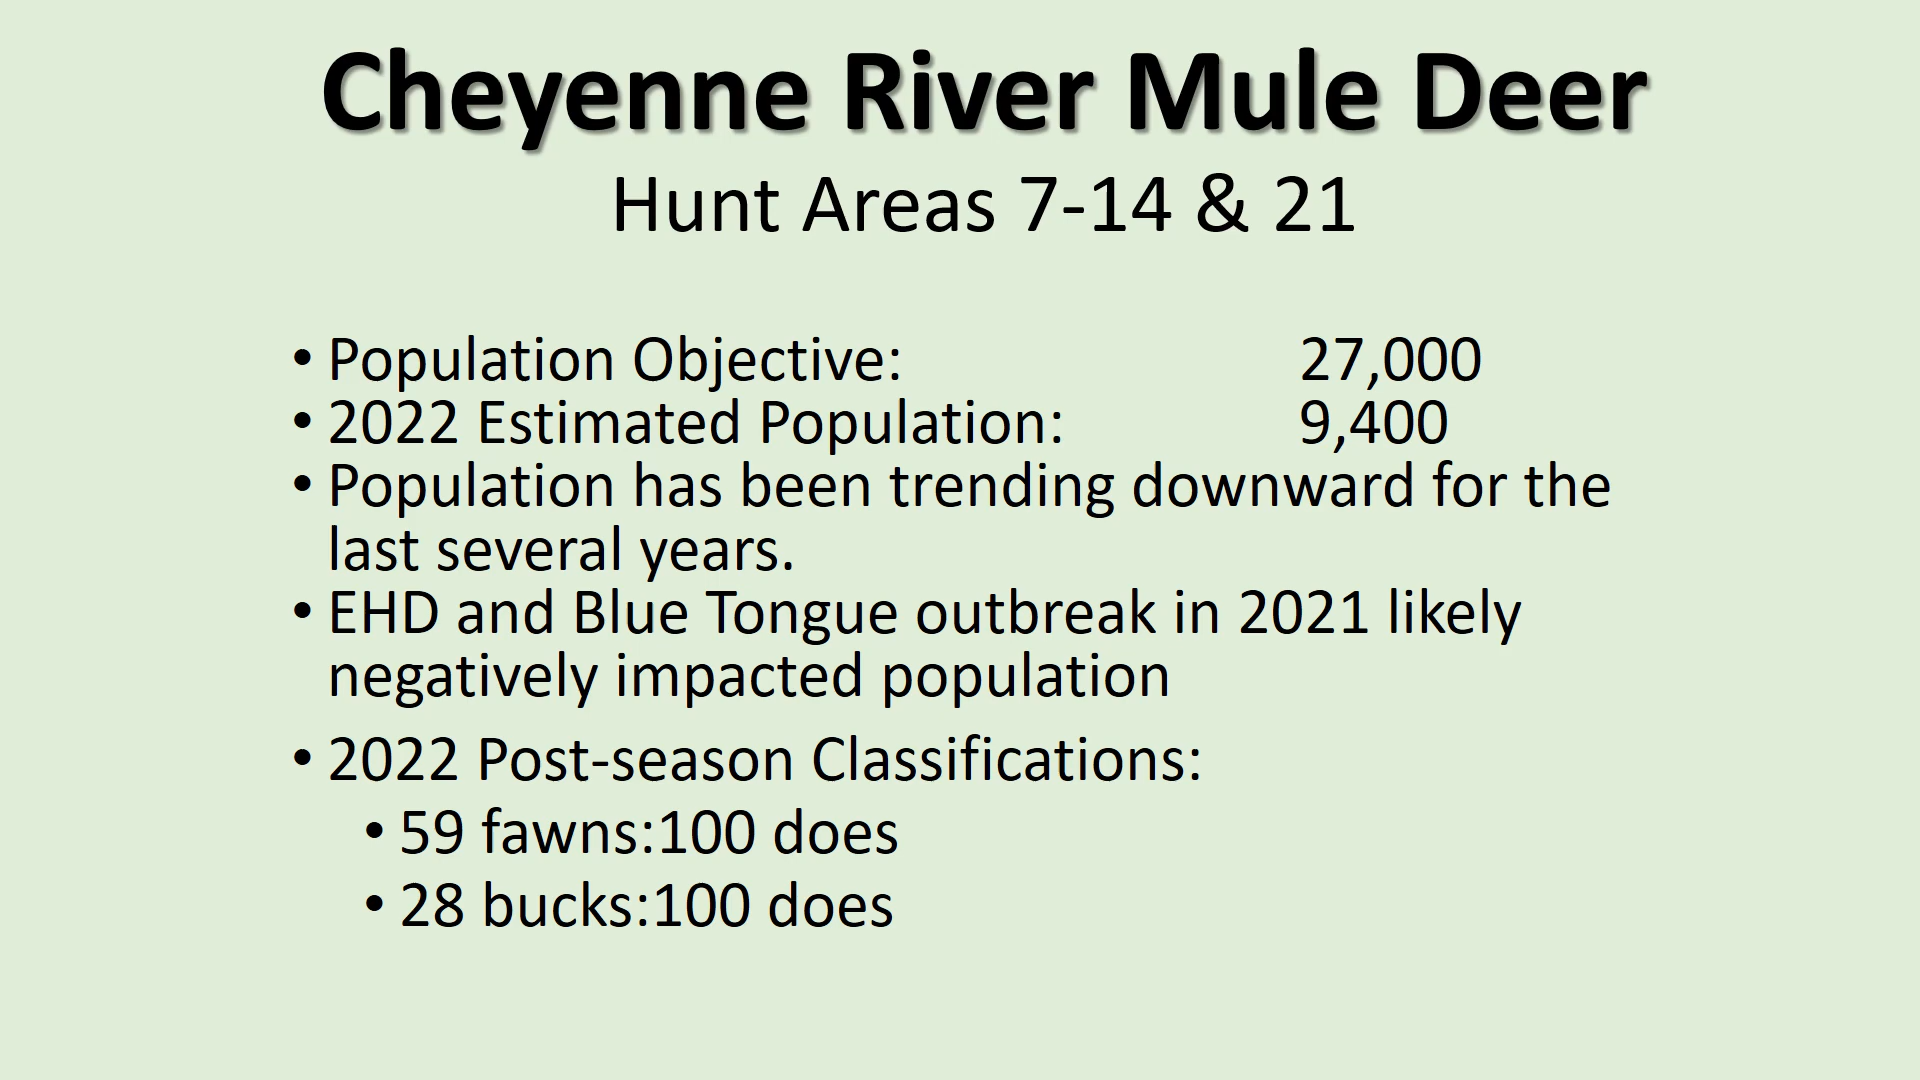 Cheyenne River Mule Deer
Hunt Areas 7-14 & 21
• Population Objective: 27,000
• 2022 Estimated Population: 9,400
• Population has been trending downward for the
last several years.
• EHD and Blue Tongue outbreak in 2021 likely
negatively impacted population
• 2022 Post-season Classifications:
• 59 fawns:100 does
• 28 bucks:100 does